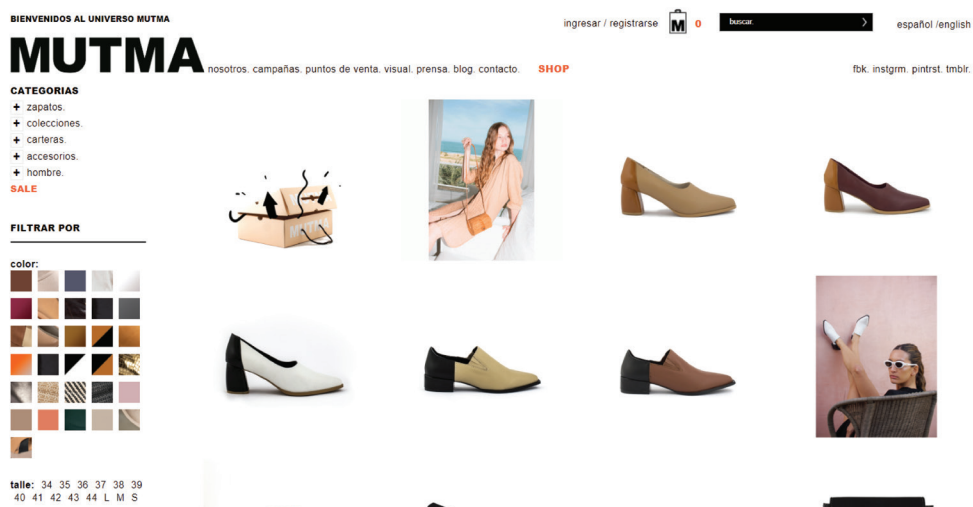 BIENVENIDOS AL UNIVERSO MUTMA
ingresar / registrarse
M
0
buscar.
español /english
MUTMA
nosotros. campañas. puntos de venta. visual. prensa. blog. contacto. SHOP
fbk. instgrm. pintrst. tmblr.
CATEGORIAS
+ zapatos.
+ colecciones.
+ carteras.
+ accesorios.
+ hombre.
SALE
MUTMA
FILTRAR POR
color:
talle: 34 35 36 37 38 39
40 41 42 43 44 L M S